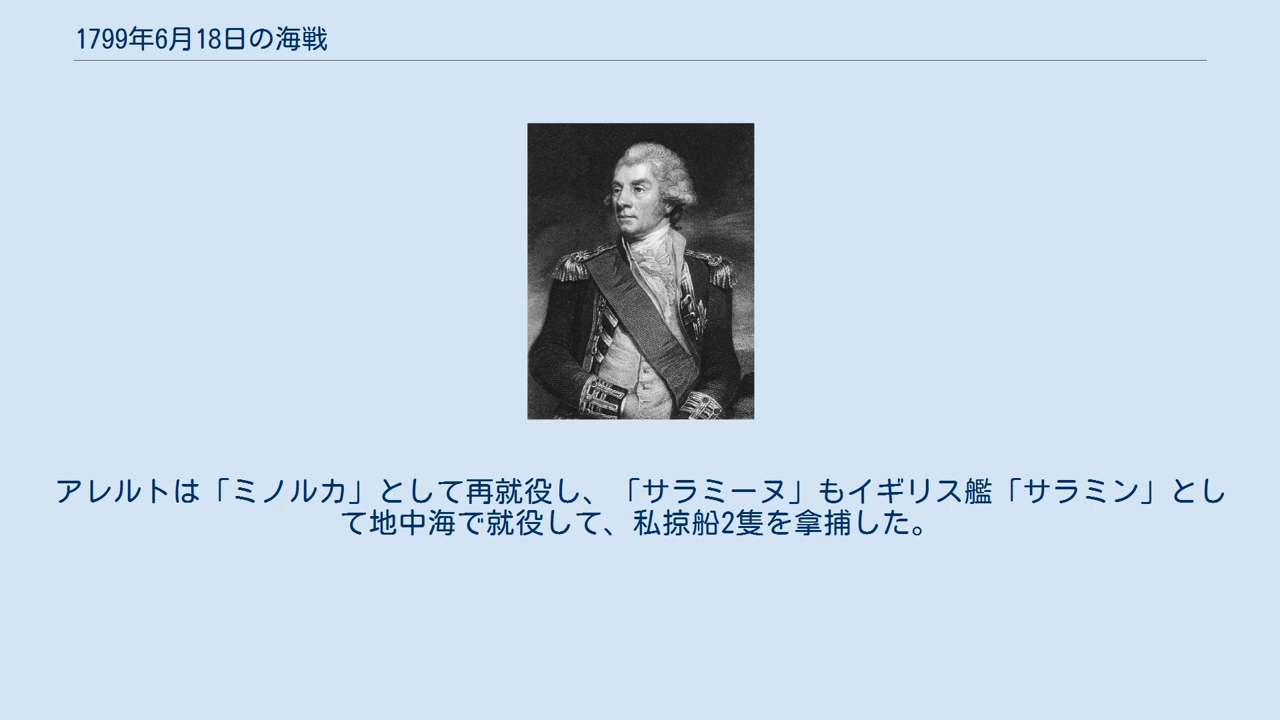 1799年6月18日の海戦
アレルトは「ミノルカ」として再就役し、「サラミーヌ」もイギリス艦「サラミン」とし
て地中海で就役して、私掠船2隻を拿捕した。